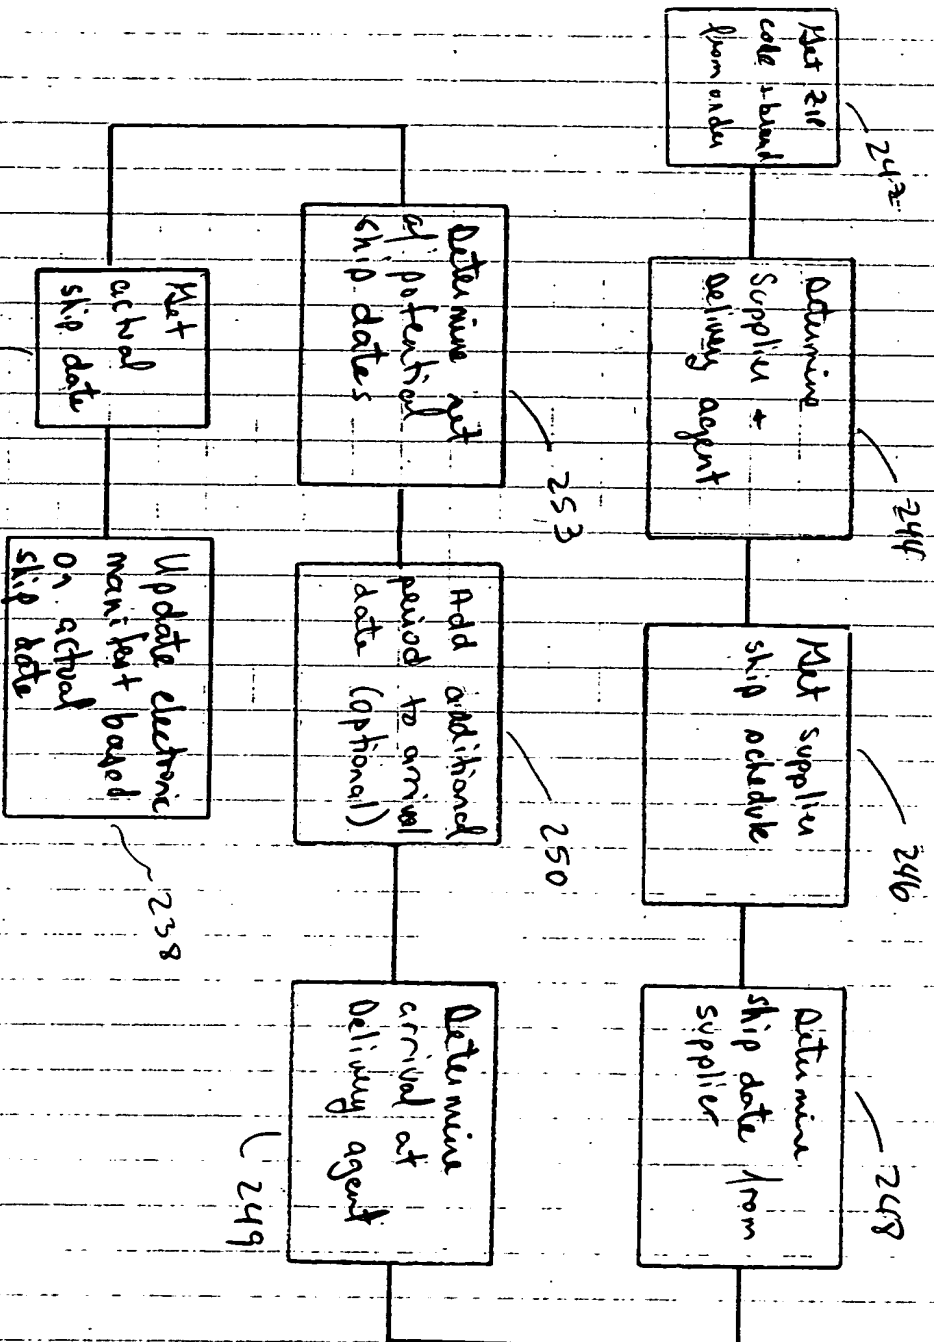 Get zip
code & brand
from order
242
Determine
Supplier +
Delivery agent
244
Get supplier
ship schedule
246
Determine
ship date from
supplier
248
Determine
arrival at
Delivery agent
249
Add additional
period to arrival
date (optional)
250
Determine set
of potential
ship dates
253
Get
actual
ship date
Update electronic
manifest based
on actual
ship date
238